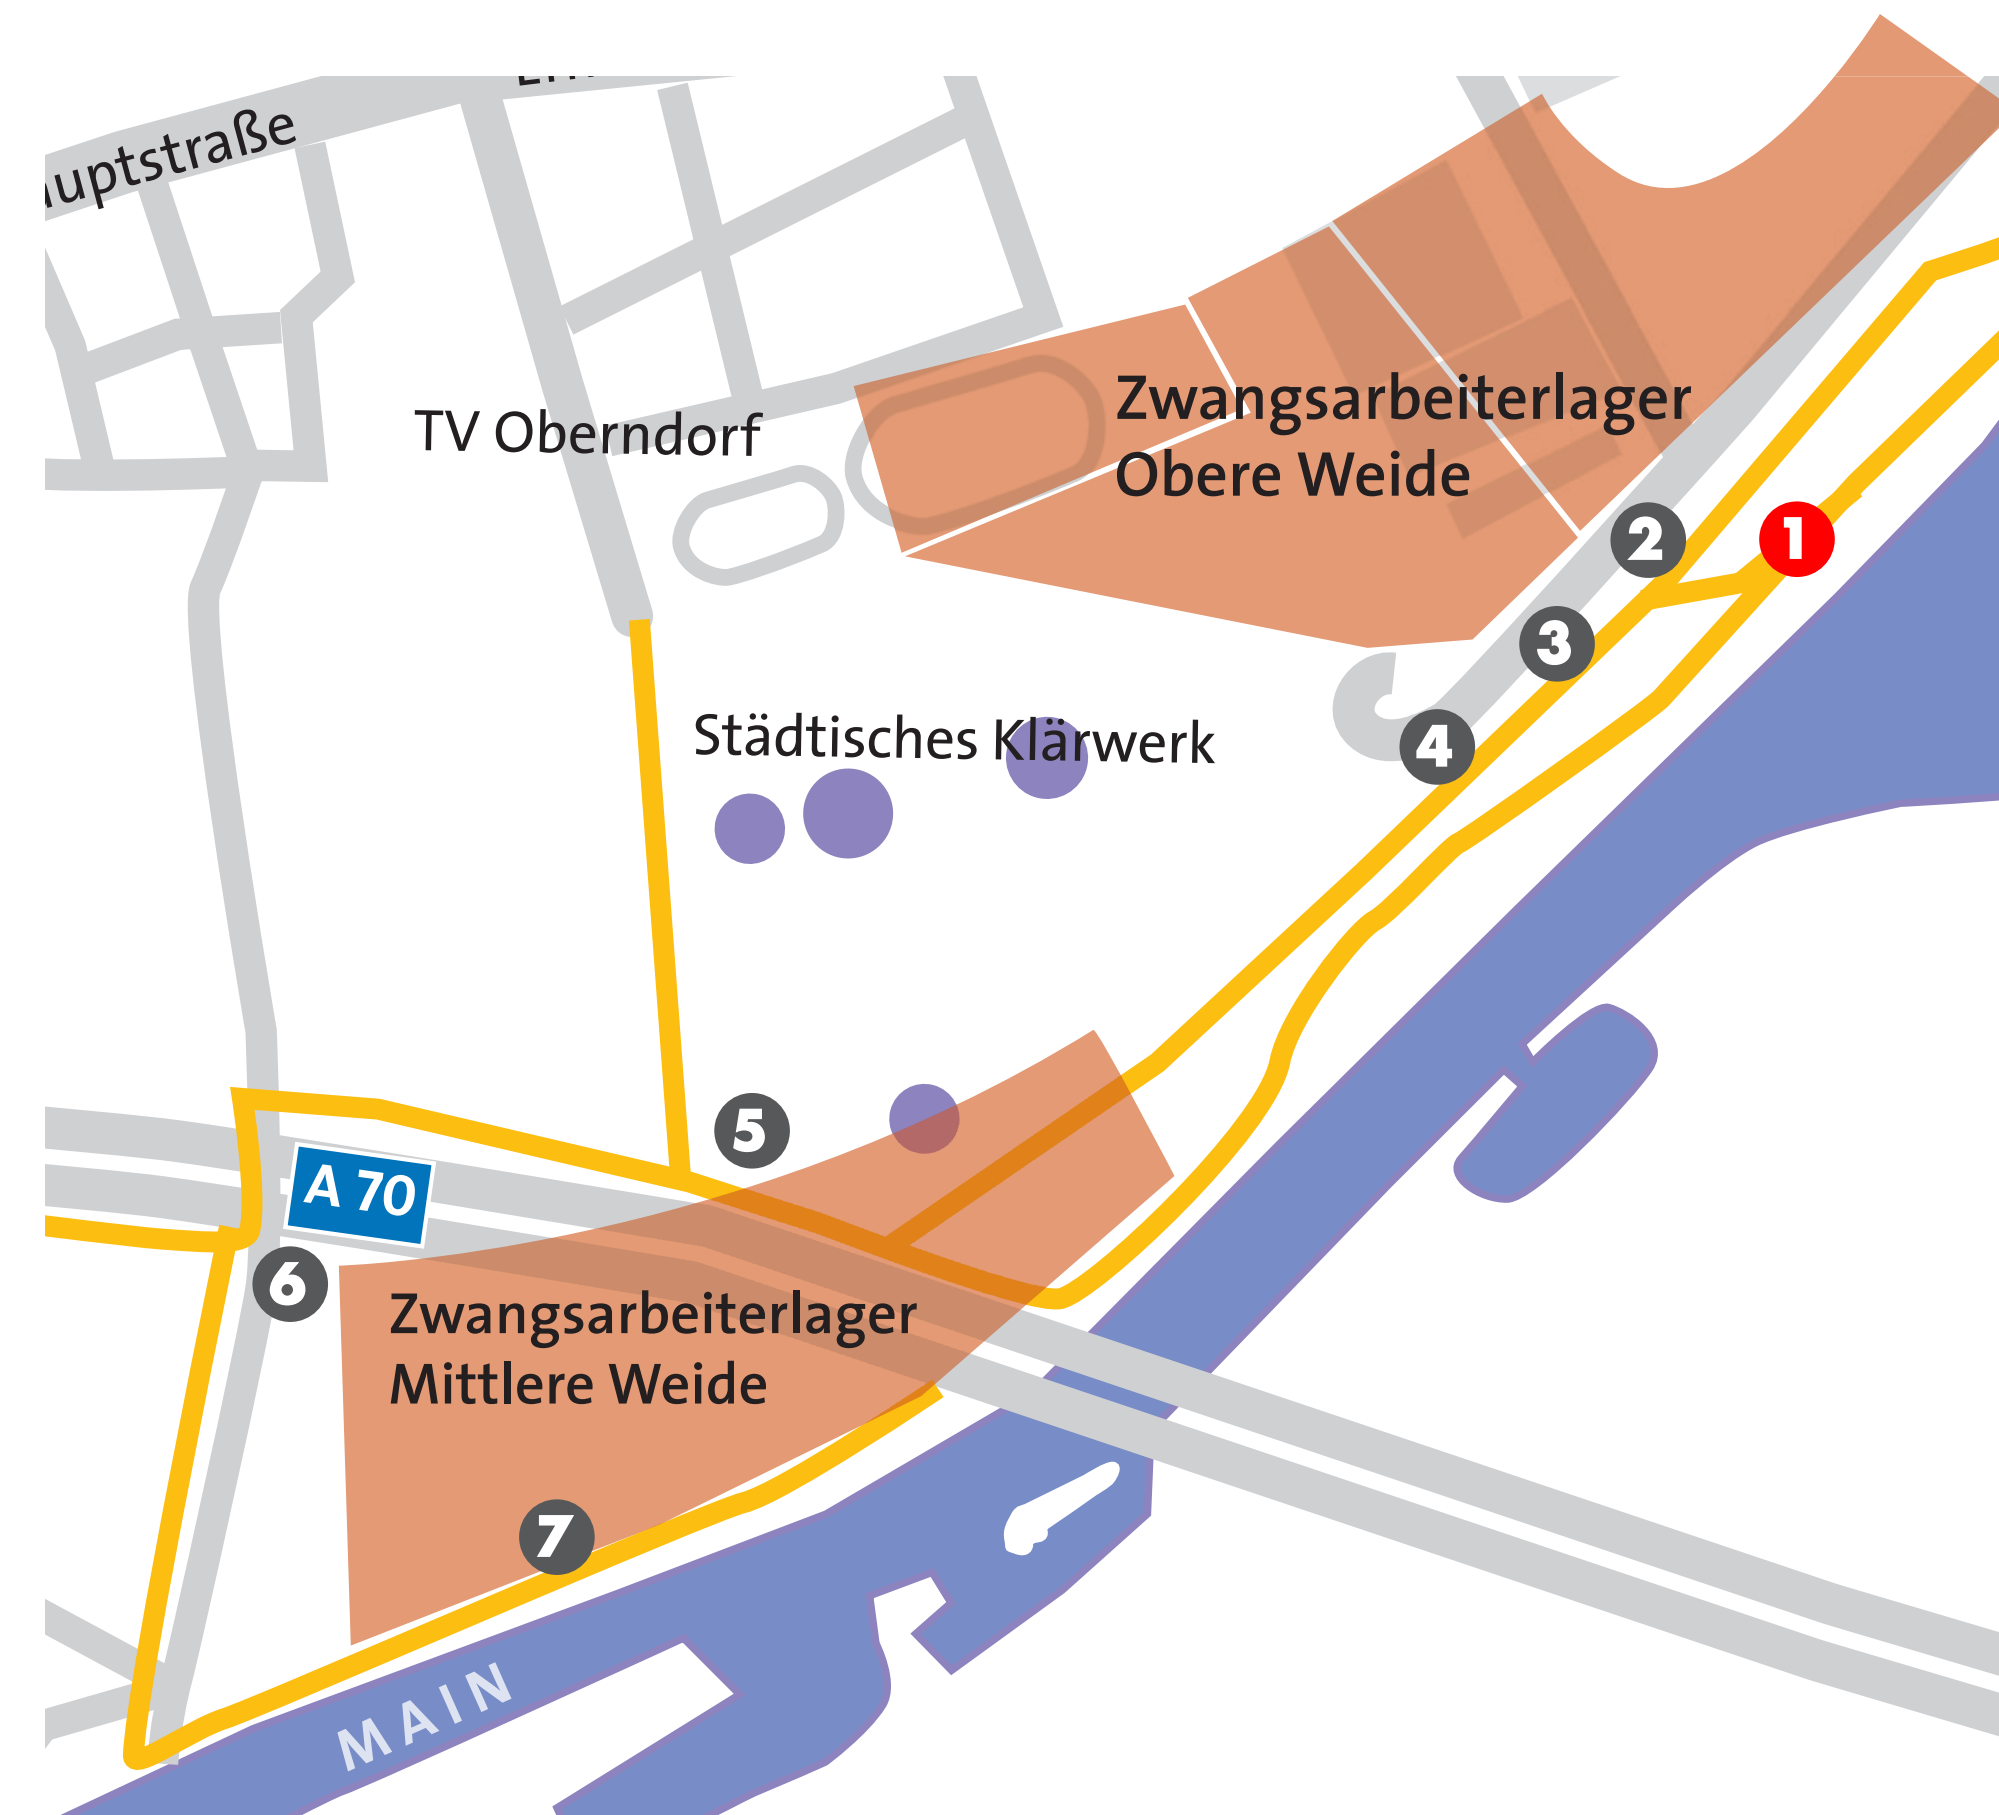 TV Oberndorf
Zwangsarbeiterlager
Obere Weide
2
1
3
Städtisches Klärwerk
4
5
A 70
6
Zwangsarbeiterlager
Mittlere Weide
7
MAIN